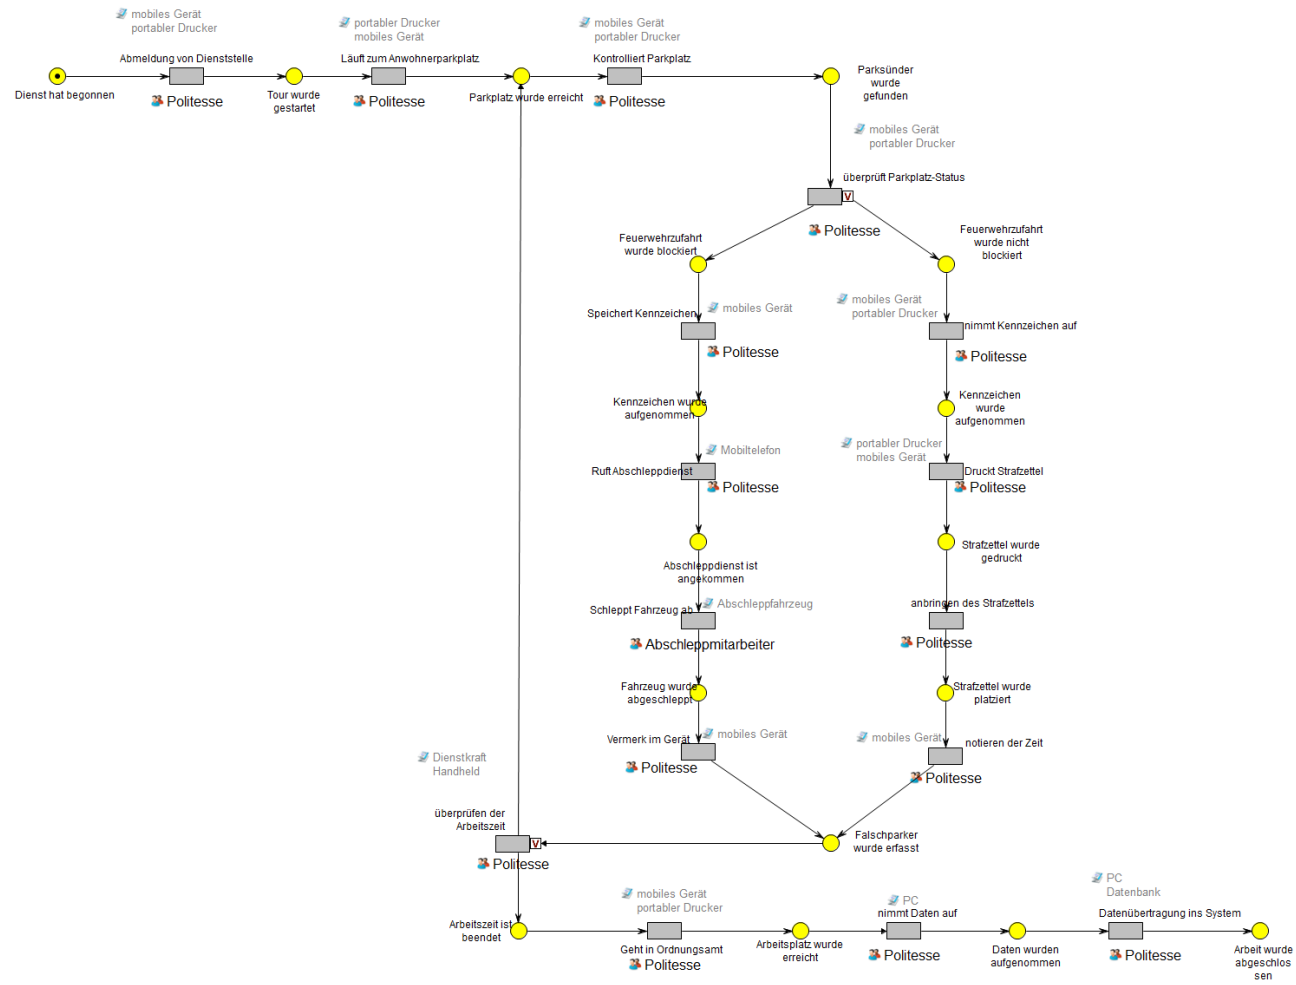 mobiles Gerät
portabler Drucker
Abmeldung von Dienststelle
Politesse
Dienst hat begonnen
Tour wurde
gestartet
portabler Drucker
mobiles Gerät
Läuft zum Anwohnerparkplatz
Politesse
Parkplatz wurde erreicht
mobiles Gerät
portabler Drucker
Kontrolliert Parkplatz
Politesse
Parksünder
wurde
gefunden
mobiles Gerät
portabler Drucker
überprüft Parkplatz-Status
V
Politesse
Feuerwehrzufahrt
wurde blockiert
Feuerwehrzufahrt
wurde nicht
blockiert
Speichert Kennzeichen
mobiles Gerät
Politesse
mobiles Gerät
portabler Drucker
nimmt Kennzeichen auf
Politesse
Kennzeichen wurde
aufgenommen
Kennzeichen
wurde
aufgenommen
Ruft Abschleppdienst
Mobiltelefon
Politesse
portabler Drucker
mobiles Gerät
Druckt Strafzettel
Politesse
Abschleppdienst ist
angekommen
Strafzettel wurde
gedruckt
Schleppt Fahrzeug ab
Abschleppfahrzeug
Abschleppmitarbeiter
anbringen des Strafzettels
Politesse
Fahrzeug wurde
abgeschleppt
Strafzettel wurde
platziert
Vermerk im Gerät
mobiles Gerät
Politesse
mobiles Gerät
notieren der Zeit
Politesse
Dienstkraft
Handheld
überprüfen der
Arbeitszeit
V
Politesse
Falschparker
wurde erfasst
Arbeitszeit ist
beendet
mobiles Gerät
portabler Drucker
Geht in Ordnungsamt
Politesse
Arbeitsplatz wurde
erreicht
PC
nimmt Daten auf
Politesse
Daten wurden
aufgenommen
PC
Datenbank
Datenübertragung ins System
Politesse
Arbeit wurde
abgeschlos
sen